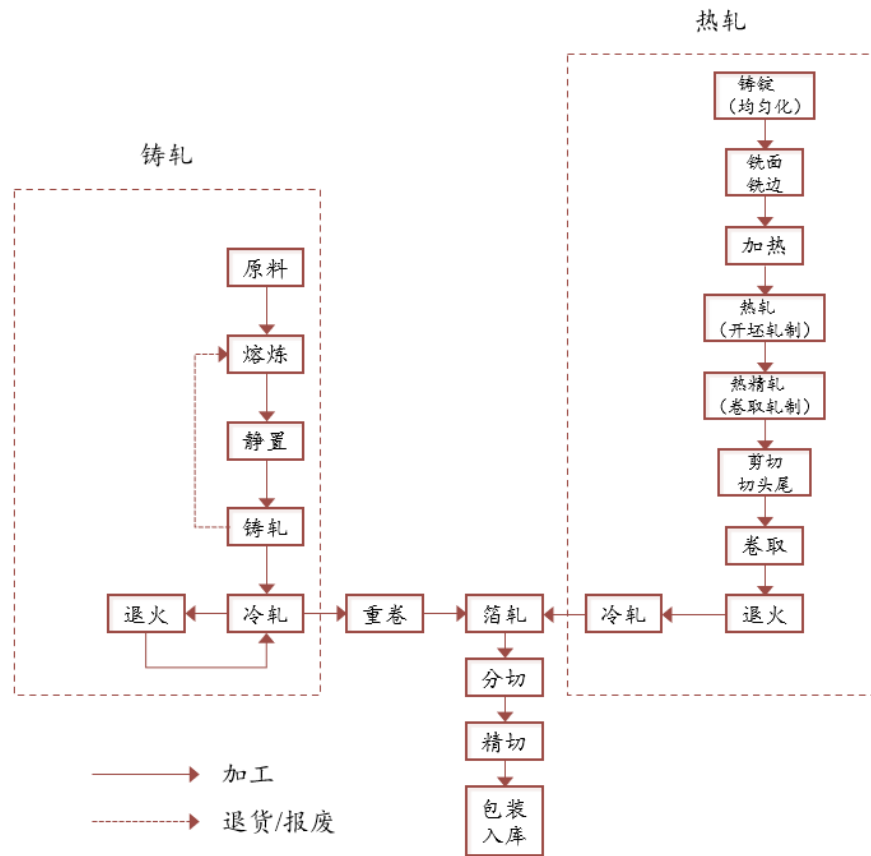 热轧
铸锭
（均匀化）
铣面
铣边
加热
热轧
（开坯轧制）
热精轧
（卷取轧制）
剪切
切头尾
卷取
退火
冷轧
铸轧
原料
熔炼
静置
铸轧
冷轧
退火
重卷
箔轧
分切
精切
包装
入库
加工
退货/报废